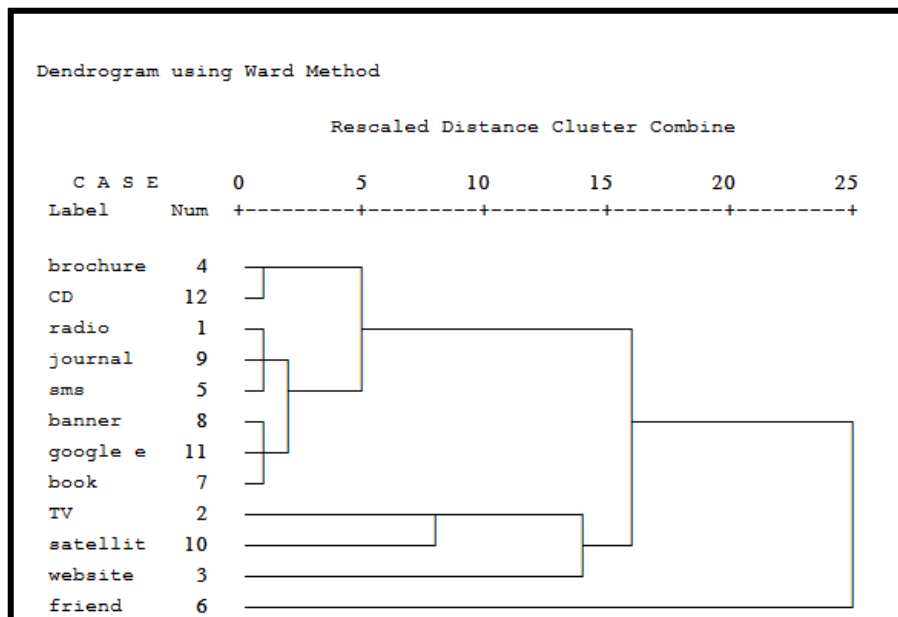 Dendrogram using Ward Method
Rescaled Distance Cluster Combine
C A S E 0 5 10 15 20 25
Label Num +---------+---------+---------+---------+---------+
brochure 4
CD 12
radio 1
journal 9
sms 5
banner 8
google e 11
book 7
TV 2
satellit 10
website 3
friend 6